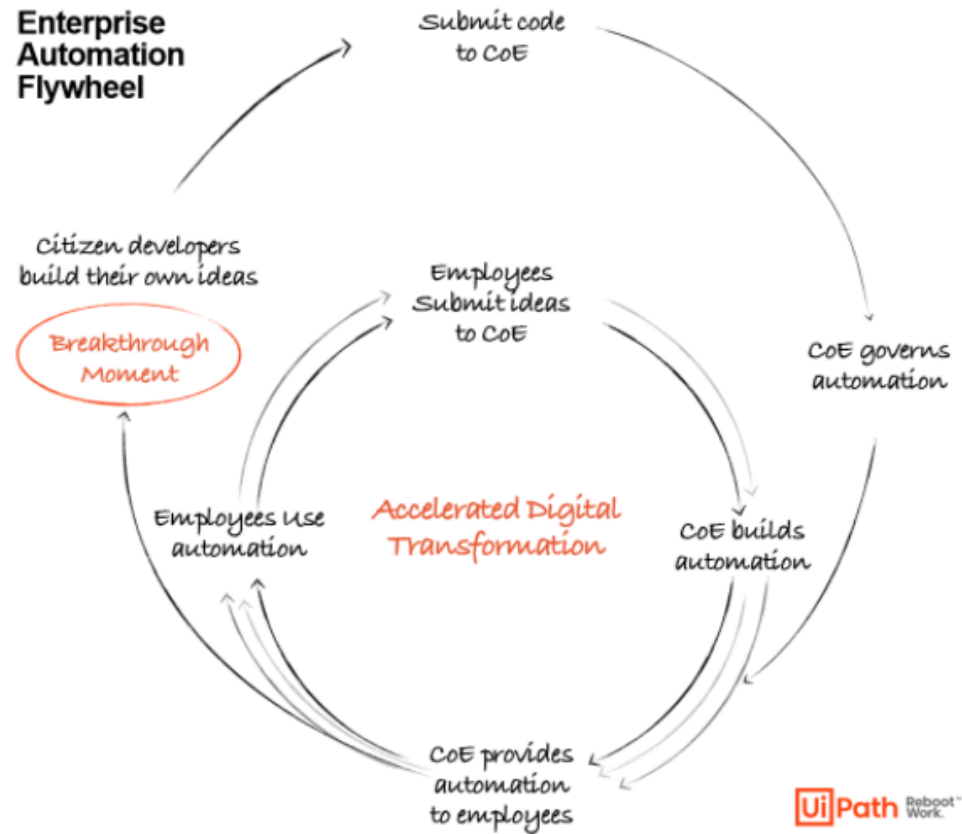 Enterprise
Automation
Flywheel
Submit code
to CoE
Citizen developers
build their own ideas
Breakthrough
Moment
Employees
Submit ideas
to CoE
CoE governs
automation
Employees Use
automation
Accelerated Digital
Transformation
CoE builds
automation
CoE provides
automation
to employees
UiPath
Reboot™
Work.